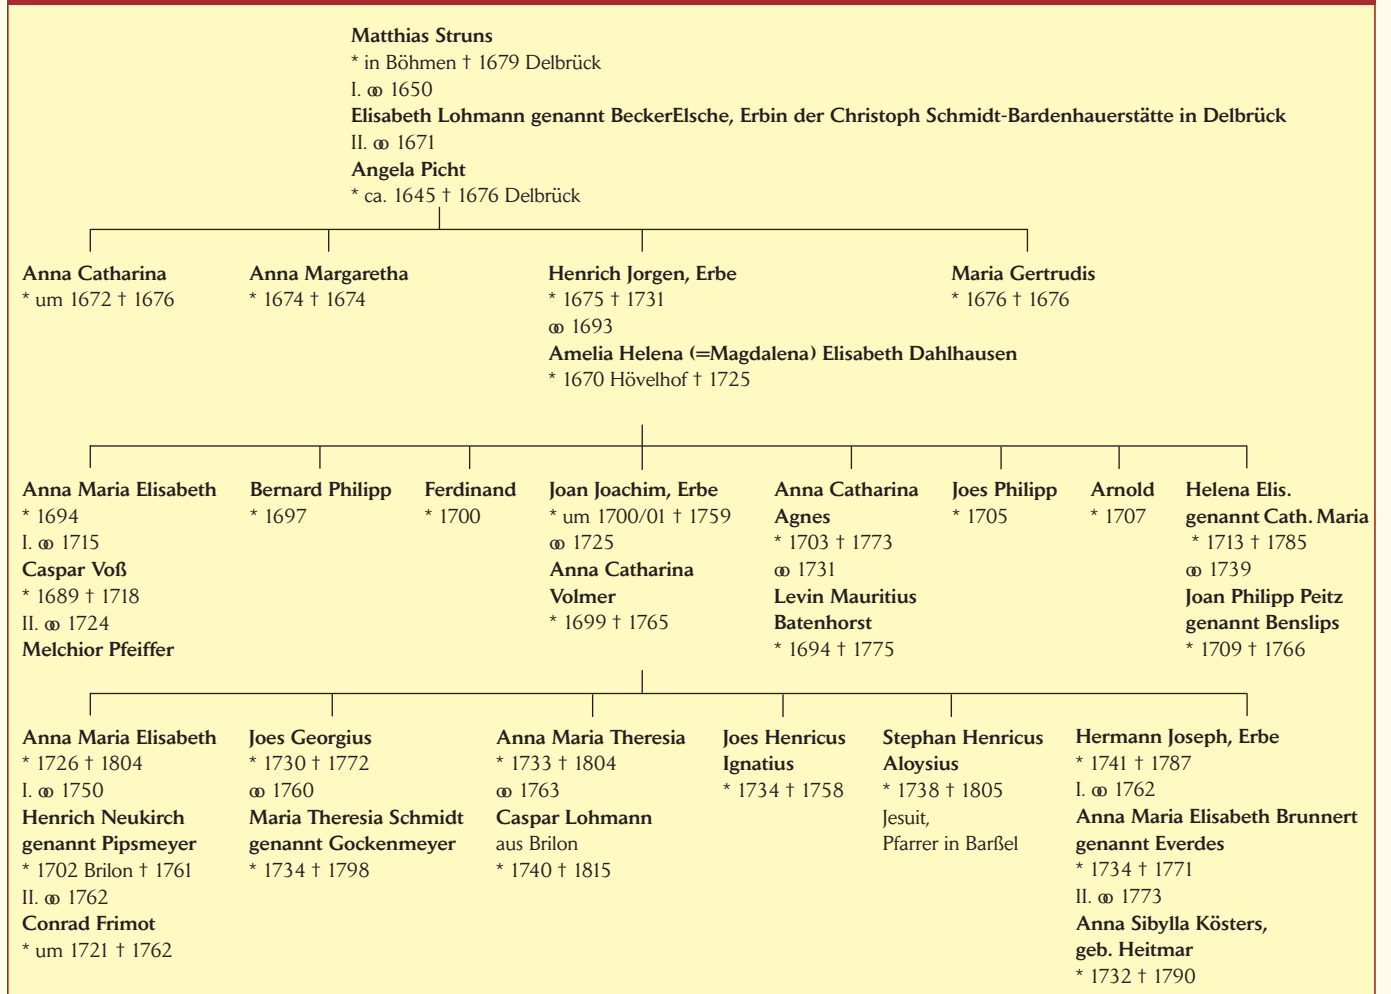 Matthias Struns
* in Böhmen † 1679 Delbrück
I. ⚭ 1650
Elisabeth Lohmann genannt BeckerElsche, Erbin der Christoph Schmidt-Bardenhauerstätte in Delbrück
II. ⚭ 1671
Angela Picht
* ca. 1645 † 1676 Delbrück
Anna Catharina
* um 1672 † 1676
Anna Margaretha
* 1674 † 1674
Henrich Jorgen, Erbe
* 1675 † 1731
⚭ 1693
Amelia Helena (=Magdalena) Elisabeth Dahlhausen
* 1670 Hövelhof † 1725
Maria Gertrudis
* 1676 † 1676
Anna Maria Elisabeth
* 1694
I. ⚭ 1715
Caspar Voß
* 1689 † 1718
II. ⚭ 1724
Melchior Pfeiffer
Bernard Philipp
* 1697
Ferdinand
* 1700
Joan Joachim, Erbe
* um 1700/01 † 1759
⚭ 1725
Anna Catharina
Volmer
* 1699 † 1765
Anna Catharina
Agnes
* 1703 † 1773
⚭ 1731
Levin Mauritius
Batenhorst
* 1694 † 1775
Joes Philipp
* 1705
Arnold
* 1707
Helena Elis.
genannt Cath. Maria
* 1713 † 1785
⚭ 1739
Joan Philipp Peitz
genannt Benslips
* 1709 † 1766
Anna Maria Elisabeth
* 1726 † 1804
I. ⚭ 1750
Henrich Neukirch
genannt Pipsmeyer
* 1702 Brilon † 1761
II. ⚭ 1762
Conrad Frimot
* um 1721 † 1762
Joes Georgius
* 1730 † 1772
⚭ 1760
Maria Theresia Schmidt
genannt Gockenmeyer
* 1734 † 1798
Anna Maria Theresia
* 1733 † 1804
⚭ 1763
Caspar Lohmann
aus Brilon
* 1740 † 1815
Joes Henricus
Ignatius
* 1734 † 1758
Stephan Henricus
Aloysius
* 1738 † 1805
Jesuit,
Pfarrer in Barßel
Hermann Joseph, Erbe
* 1741 † 1787
I. ⚭ 1762
Anna Maria Elisabeth Brunnert
genannt Everdes
* 1734 † 1771
II. ⚭ 1773
Anna Sibylla Kösters,
geb. Heitmar
* 1732 † 1790